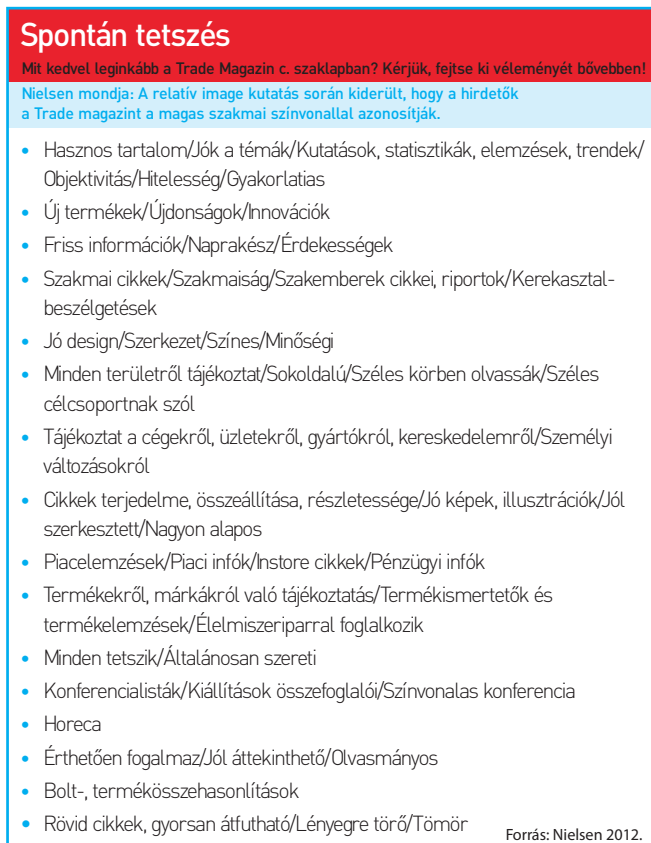 Spontán tetszés
Mit kedvel leginkább a Trade Magazin c. szaklapban? Kérjük, fejtse ki véleményét bővebben!
Nielsen mondja: A relatív image kutatás során kiderült, hogy a hirdetők
a Trade magazint a magas szakmai színvonallal azonosítják.
• Hasznos tartalom/Jók a témák/Kutatások, statisztikák, elemzések, trendek/
Objektivitás/Hitelesség/Gyakorlatias
• Új termékek/Újdonságok/Innovációk
• Friss információk/Naprakész/Érdekességek
• Szakmai cikkek/Szakmaiság/Szakemberek cikkei, riportok/Kerekasztal-
beszélgetések
• Jó design/Szerkezet/Színes/Minőségi
• Minden területről tájékoztat/Sokoldalú/Széles körben olvassák/Széles
célcsoportnak szól
• Tájékoztat a cégekről, üzletekről, gyártókról, kereskedelemről/Személyi
változásokról
• Cikkek terjedelme, összeállítása, részletessége/Jó képek, illusztrációk/Jól
szerkesztett/Nagyon alapos
• Piacelemzések/Piaci infók/Instore cikkek/Pénzügyi infók
• Termékekről, márkákról való tájékoztatás/Termékismertetők és
termékelemzések/Élelmiszeriparral foglalkozik
• Minden tetszik/Általánosan szereti
• Konferencialisták/Kiállítások összefoglalói/Színvonalas konferencia
• Horeca
• Érthetően fogalmaz/Jól áttekinthető/Olvasmányos
• Bolt-, termékösszehasonlítások
• Rövid cikkek, gyorsan átfutható/Lényegre törő/Tömör
Forrás: Nielsen 2012.